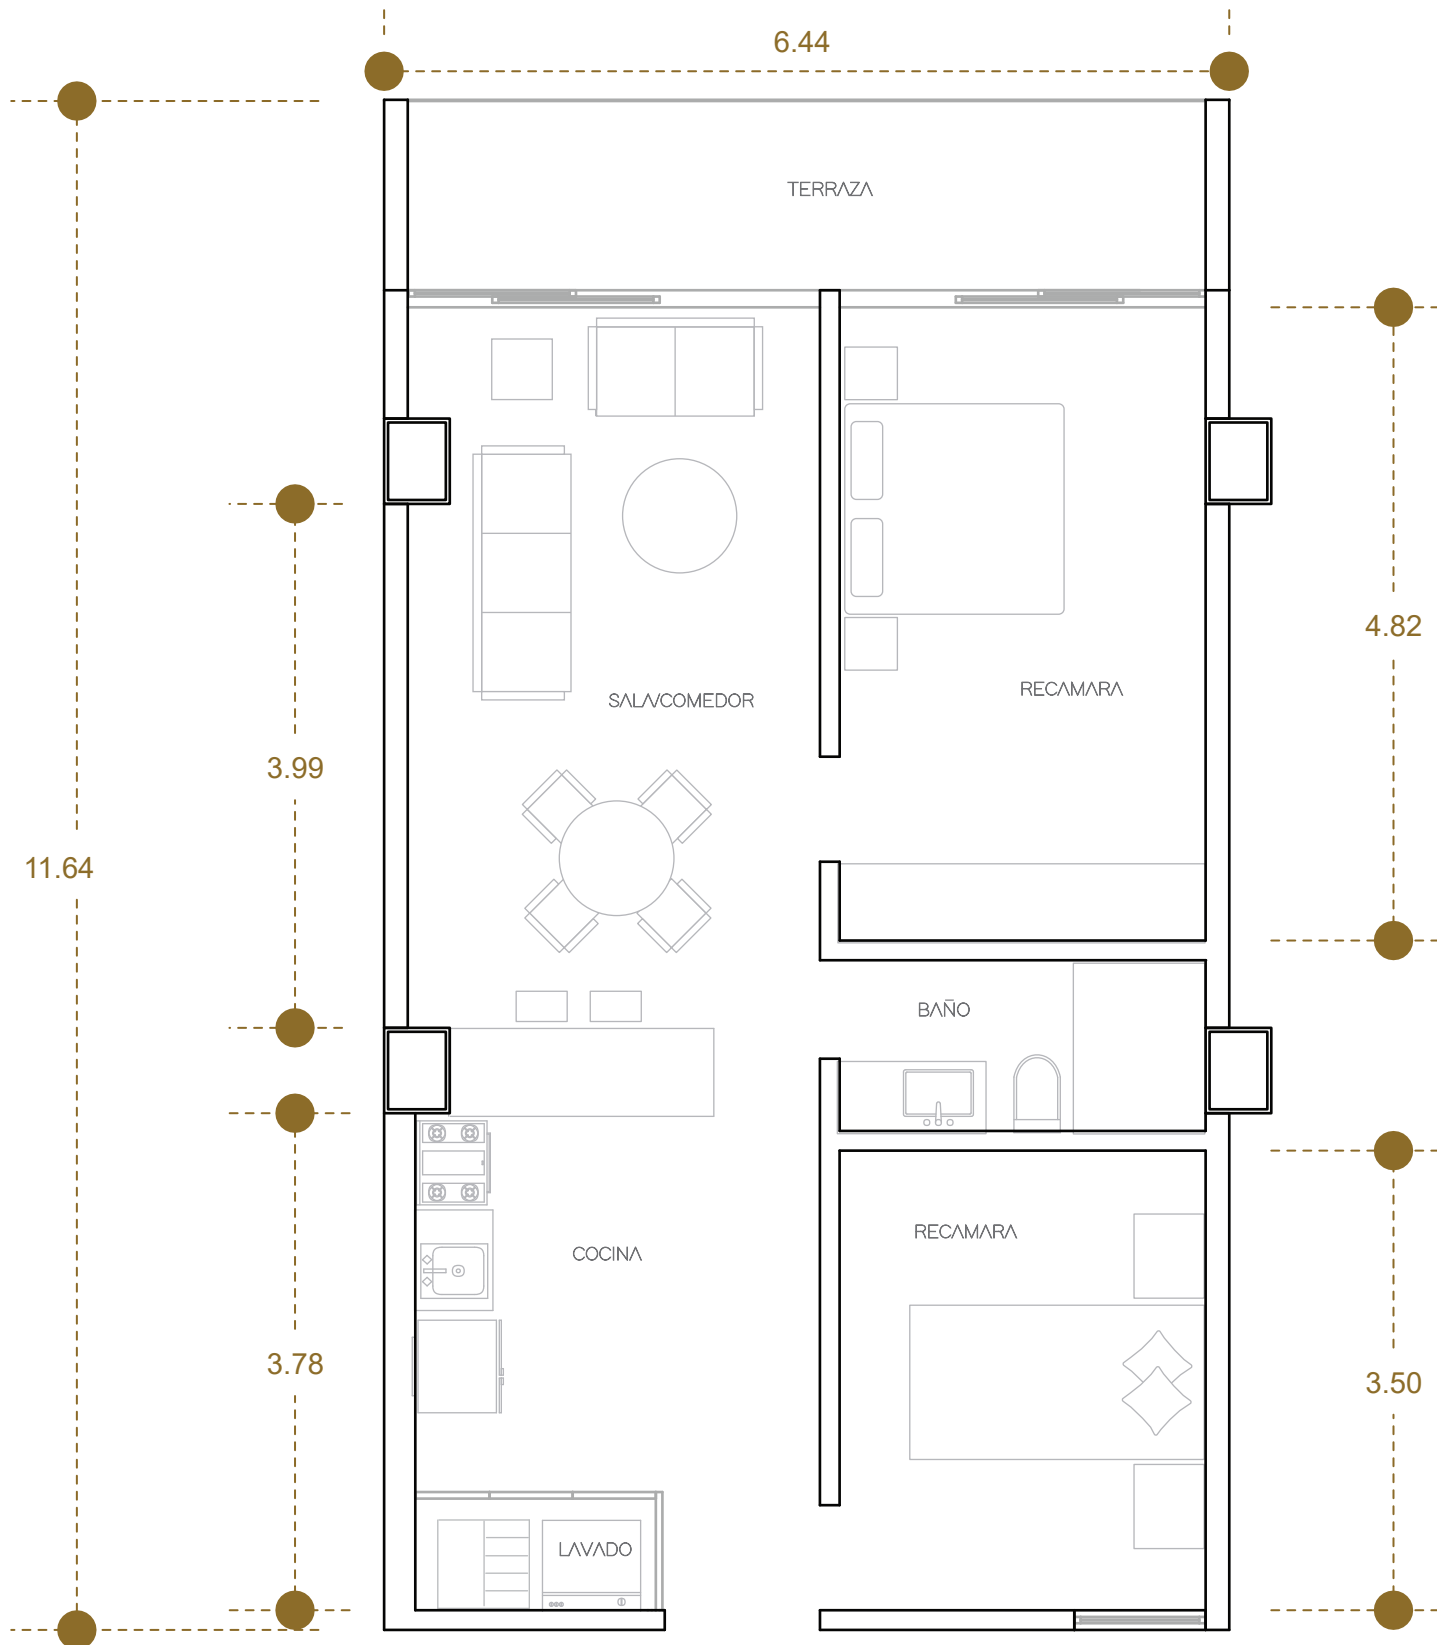 6.44
TERRAZA
4.82
RECAMARA
SALA/COMEDOR
3.99
11.64
BAÑO
RECAMARA
COCINA
3.78
3.50
LAVADO